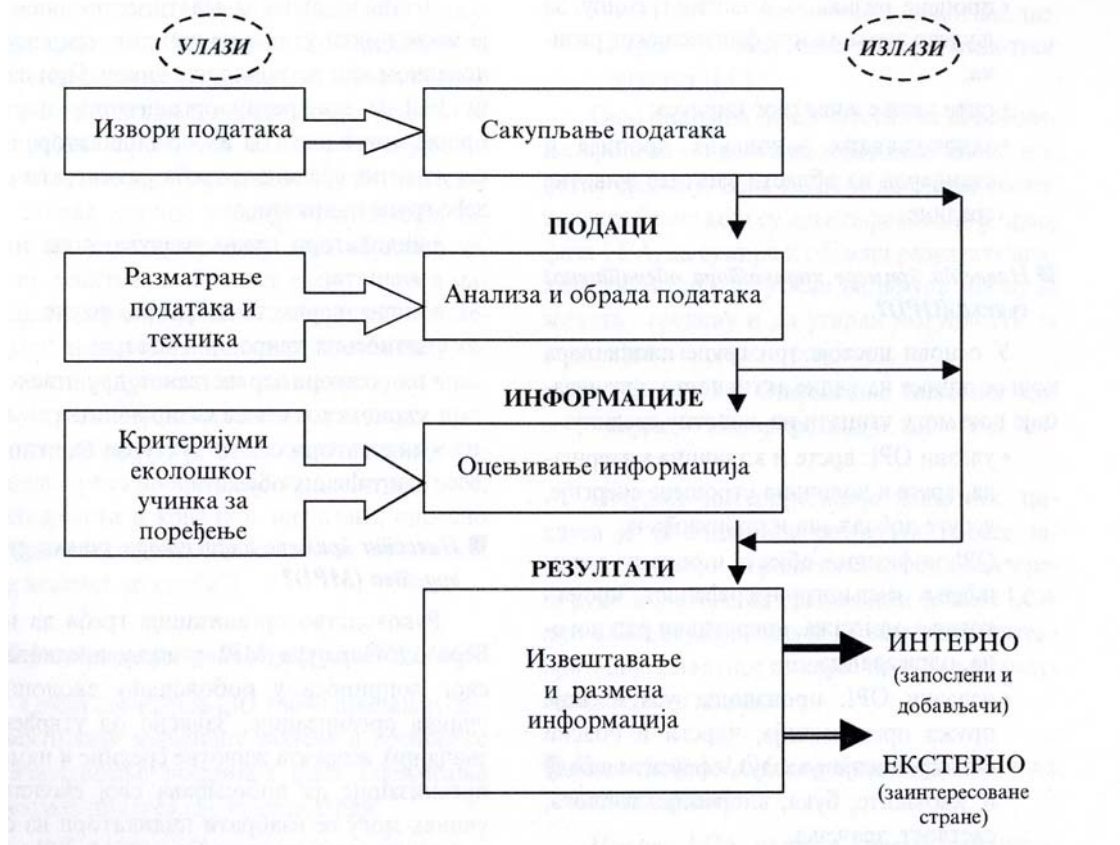 УЛАЗИ
ИЗЛАЗИ
Извори података
Сакупљање података
ПОДАЦИ
Разматрање
података и
техника
Анализа и обрада података
ИНФОРМАЦИЈЕ
Критеријуми
еколошког
учинка за
поређење
Оцењивање информација
РЕЗУЛТАТИ
Извештавање
и размена
информација
ИНТЕРНО
(запослени и
добављачи)
ЕКСТЕРНО
(заинтересоване
стране)